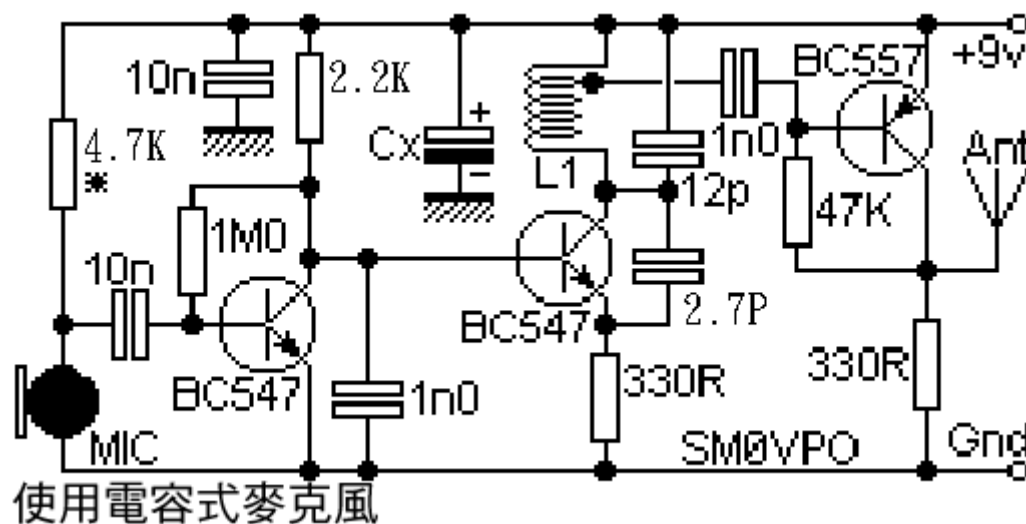 10n
2.2K
BC557
+9v
4.7K
*
Cx
+
-
L1
1n0
12p
Ant
1M0
47K
10n
BC547
2.7P
BC547
1n0
330R
330R
MIC
SMØVPO
Gnd
使用電容式麥克風